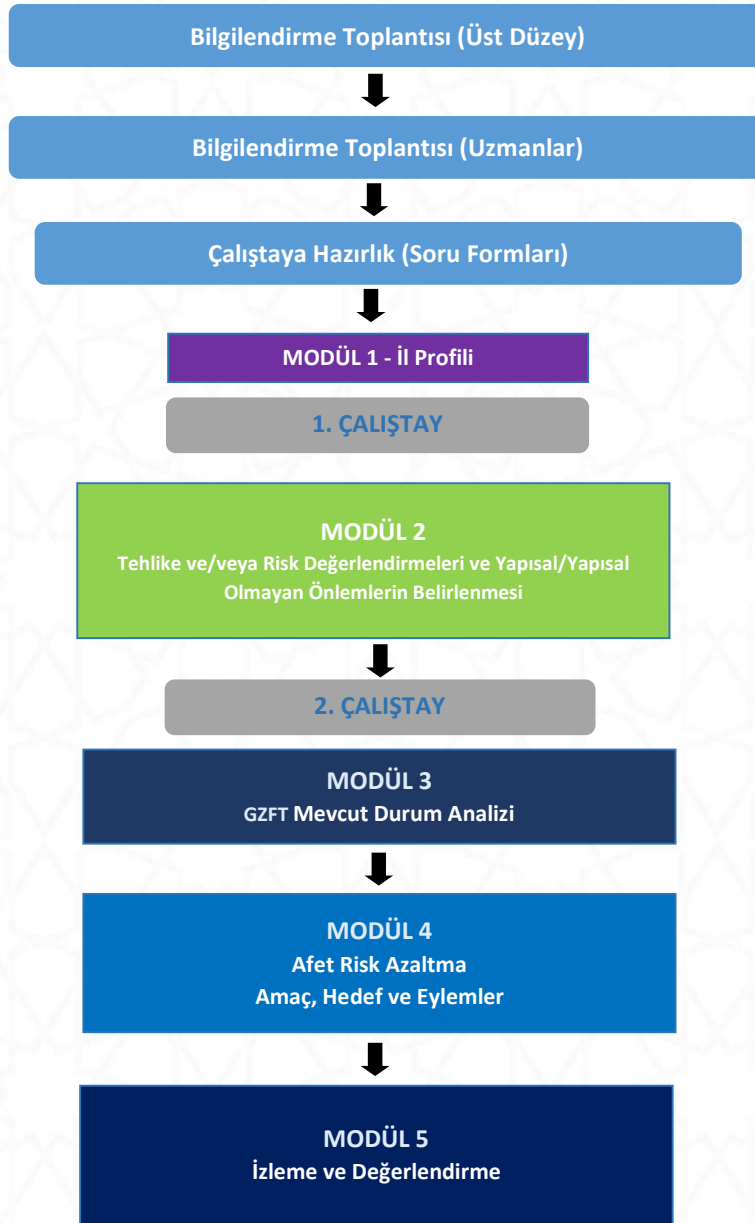 Bilgilendirme Toplantısı (Üst Düzey)
Bilgilendirme Toplantısı (Uzmanlar)
Çalıştaya Hazırlık (Soru Formları)
MODÜL 1 - İl Profili
1. ÇALIŞTAY
MODÜL 2
Tehlike ve/veya Risk Değerlendirmeleri ve Yapısal/Yapısal
Olmayan Önlemlerin Belirlenmesi
2. ÇALIŞTAY
MODÜL 3
GZFT Mevcut Durum Analizi
MODÜL 4
Afet Risk Azaltma
Amaç, Hedef ve Eylemler
MODÜL 5
İzleme ve Değerlendirme